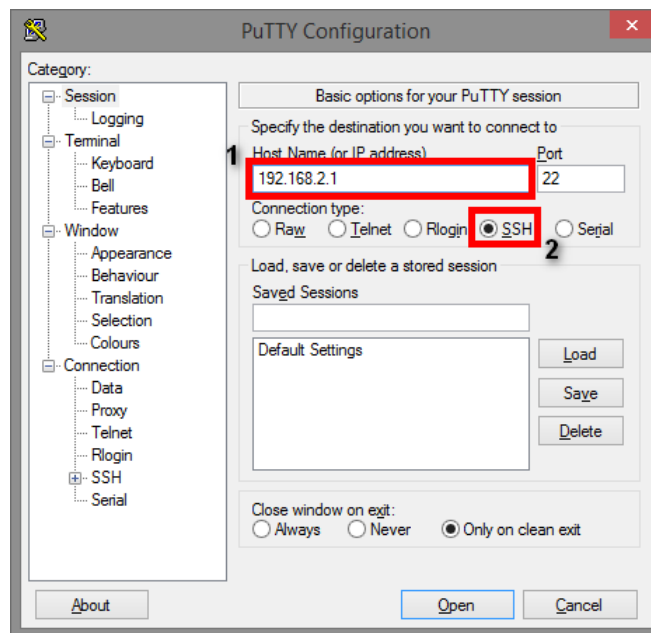 PuTTY Configuration
Category:
Session
Logging
Terminal
Keyboard
Bell
Features
Window
Appearance
Behaviour
Translation
Selection
Colours
Connection
Data
Proxy
Telnet
Rlogin
SSH
Serial
Basic options for your PuTTY session
Specify the destination you want to connect to
1 Host Name (or IP address) Port
192.168.2.1 22
Connection type:
Raw Telnet Rlogin SSH Serial
2
Load, save or delete a stored session
Saved Sessions
Default Settings
Load
Save
Delete
Close window on exit:
Always Never Only on clean exit
About Open Cancel